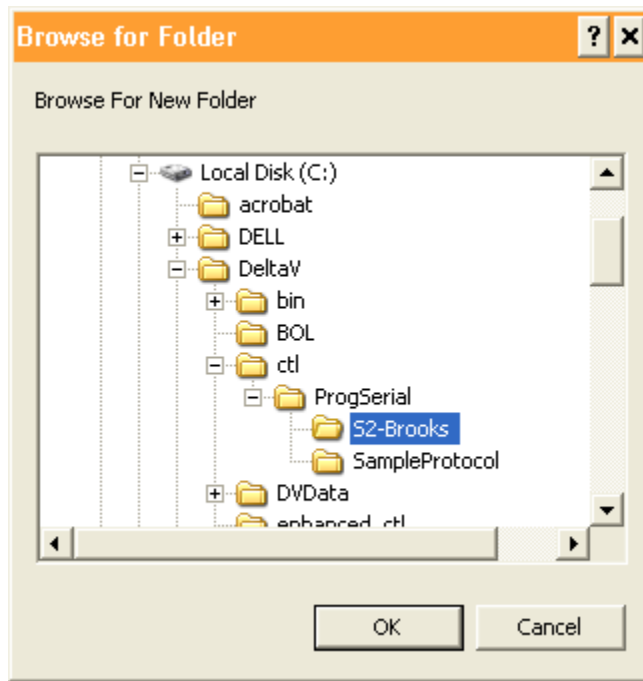 Browse for Folder
Browse For New Folder
Local Disk (C:)
acrobat
DELL
DeltaV
bin
BOL
ctl
ProgSerial
S2-Brooks
SampleProtocol
DVData
enhanced_ctl
OK Cancel